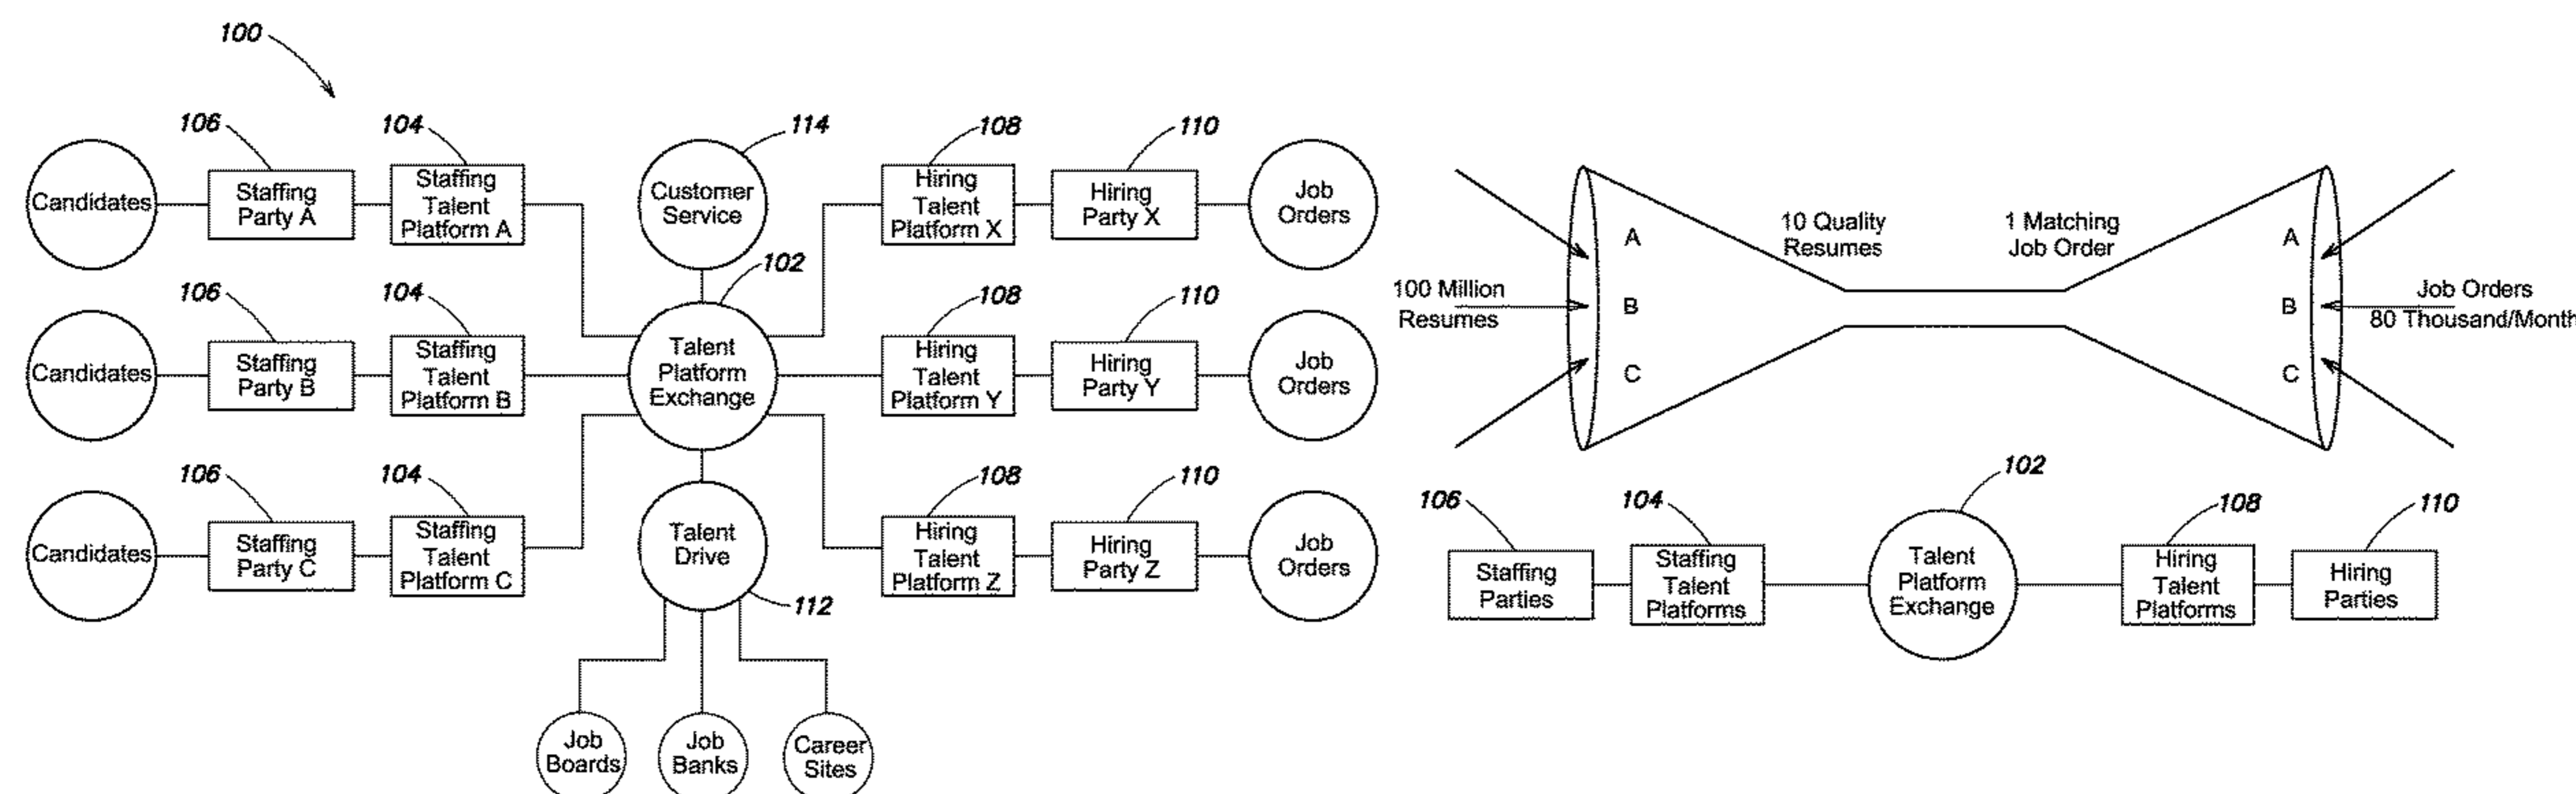 100
106
104
114
108
110
Candidates
Staffing
Party A
Staffing
Talent
Platform A
Customer
Service
Hiring
Talent
Platform X
Hiring
Party X
Job
Orders
102
106
104
108
110
Candidates
Staffing
Party B
Staffing
Talent
Platform B
Talent
Platform
Exchange
Hiring
Talent
Platform Y
Hiring
Party Y
Job
Orders
106
104
108
110
Candidates
Staffing
Party C
Staffing
Talent
Platform C
Talent
Drive
Hiring
Talent
Platform Z
Hiring
Party Z
Job
Orders
112
Job
Boards
Job
Banks
Career
Sites
10 Quality
Resumes
1 Matching
Job Order
A
B
C
A
B
C
100 Million
Resumes
Job Orders
80 Thousand/Month
106
104
102
108
110
Staffing
Parties
Staffing
Talent
Platforms
Talent
Platform
Exchange
Hiring
Talent
Platforms
Hiring
Parties